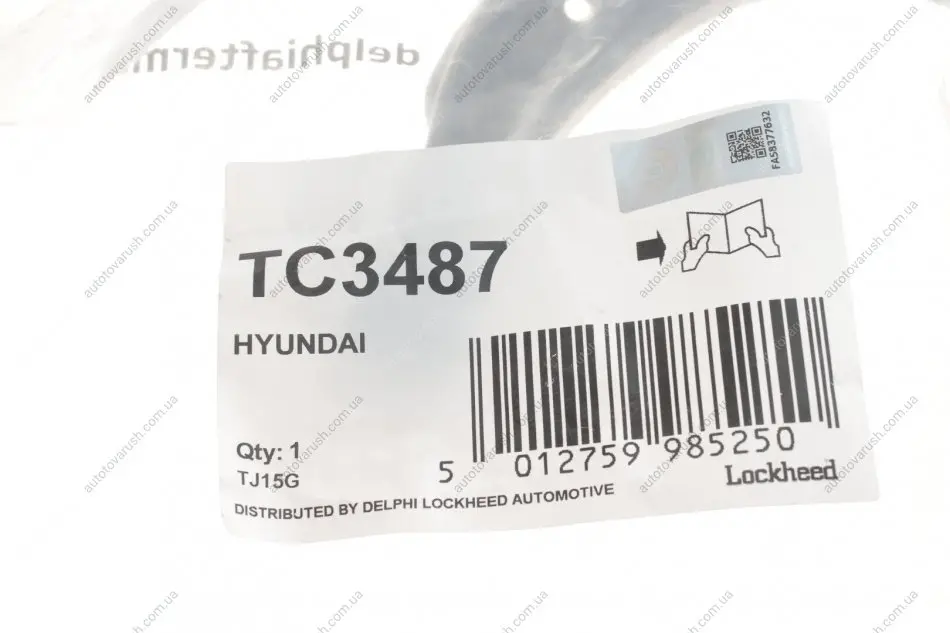 delphiafterm
FA58377632
TC3487
HYUNDAI
Qty: 1
TJ15G
5 012759 985250
Lockheed
DISTRIBUTED BY DELPHI LOCKHEED AUTOMOTIVE
autotovarush.com.ua